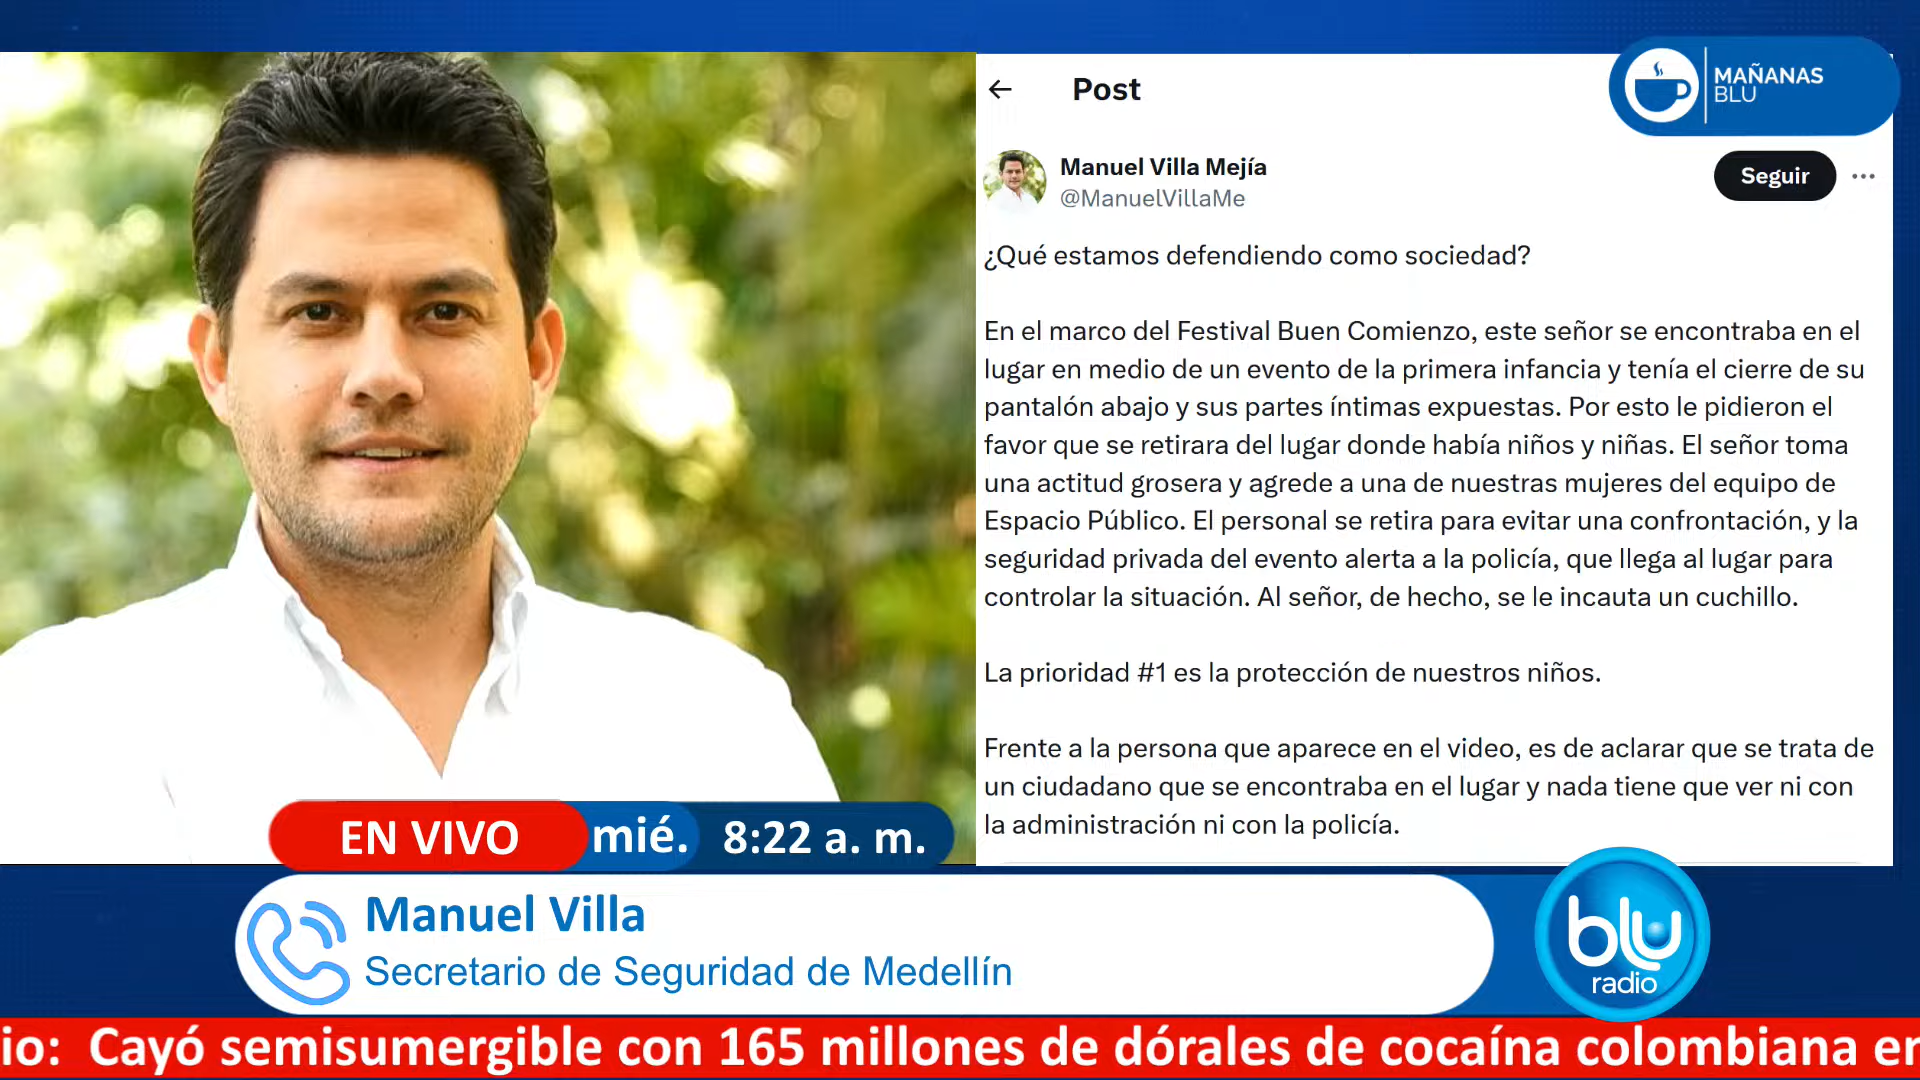 MAÑANAS
BLU
Post
Manuel Villa Mejía
@ManuelVillaMe
Seguir
¿Qué estamos defendiendo como sociedad?
En el marco del Festival Buen Comienzo, este señor se encontraba en el
lugar en medio de un evento de la primera infancia y tenía el cierre de su
pantalón abajo y sus partes íntimas expuestas. Por esto le pidieron el
favor que se retirara del lugar donde había niños y niñas. El señor toma
una actitud grosera y agrede a una de nuestras mujeres del equipo de
Espacio Público. El personal se retira para evitar una confrontación, y la
seguridad privada del evento alerta a la policía, que llega al lugar para
controlar la situación. Al señor, de hecho, se le incauta un cuchillo.
La prioridad #1 es la protección de nuestros niños.
Frente a la persona que aparece en el video, es de aclarar que se trata de
un ciudadano que se encontraba en el lugar y nada tiene que ver ni con
la administración ni con la policía.
EN VIVO mié. 8:22 a. m.
Manuel Villa
Secretario de Seguridad de Medellín
blu
radio
io: Cayó semisumergible con 165 millones de dórales de cocaína colombiana en